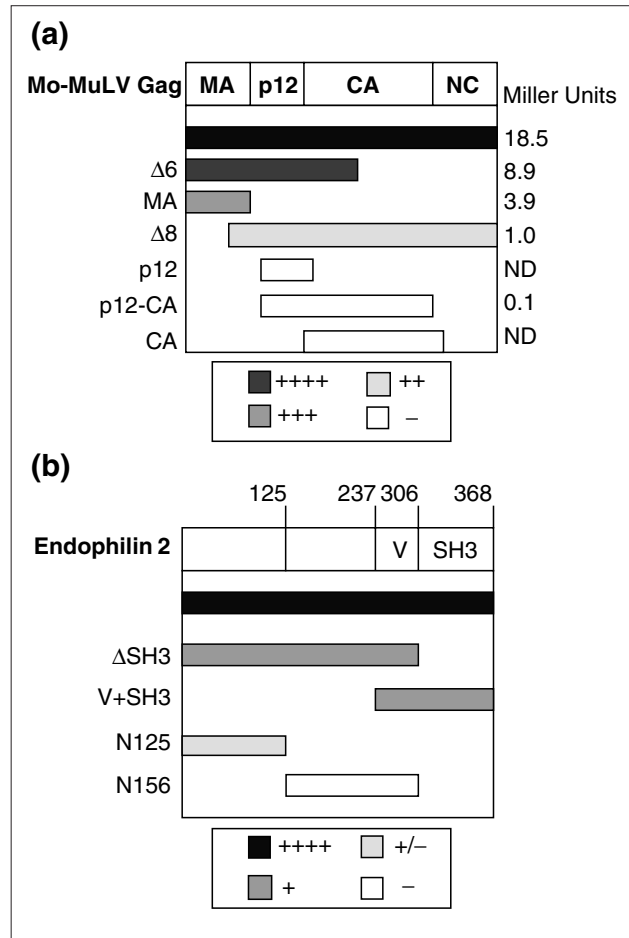 (a)
Mo-MuLV Gag MA p12 CA NC Miller Units
18.5
Δ6 8.9
MA 3.9
Δ8 1.0
p12 ND
p12-CA 0.1
CA ND
++++ ++
+++ –
(b)
125 237 306 368
Endophilin 2 V SH3
ΔSH3
V+SH3
N125
N156
++++ +/–
+ –